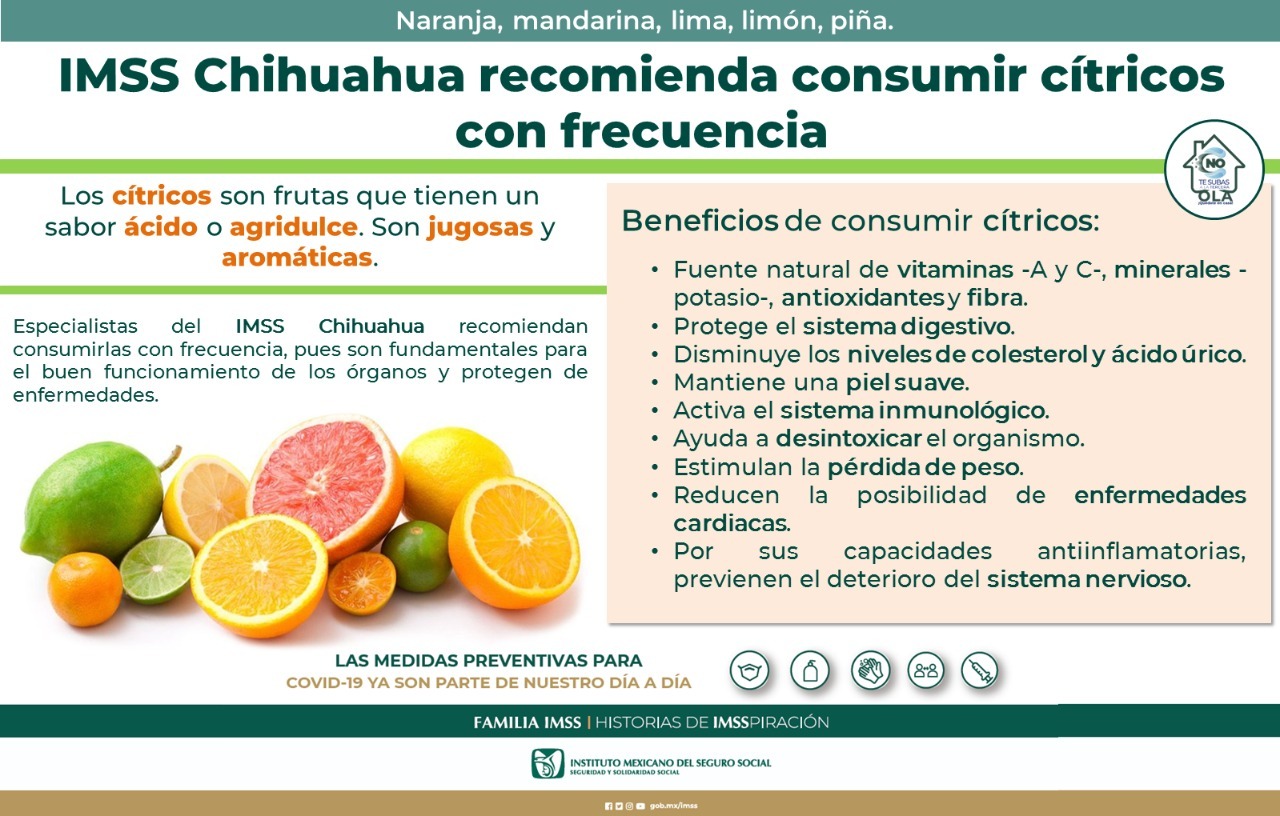 Naranja, mandarina, lima, limón, piña.
IMSS Chihuahua recomienda consumir cítricos
con frecuencia
NO
TE SUBAS
A LA TERCERA
OLA
Los cítricos son frutas que tienen un
sabor ácido o agridulce. Son jugosas y
aromáticas.
Especialistas del IMSS Chihuahua recomiendan
consumirlas con frecuencia, pues son fundamentales para
el buen funcionamiento de los órganos y protegen de
enfermedades.
Beneficios de consumir cítricos:
• Fuente natural de vitaminas -A y C-, minerales -
potasio-, antioxidantes y fibra.
• Protege el sistema digestivo.
• Disminuye los niveles de colesterol y ácido úrico.
• Mantiene una piel suave.
• Activa el sistema inmunológico.
• Ayuda a desintoxicar el organismo.
• Estimulan la pérdida de peso.
• Reducen la posibilidad de enfermedades
cardiacas.
• Por sus capacidades antiinflamatorias,
previenen el deterioro del sistema nervioso.
LAS MEDIDAS PREVENTIVAS PARA
COVID-19 YA SON PARTE DE NUESTRO DÍA A DÍA
FAMILIA IMSS | HISTORIAS DE IMSSPIRACIÓN
INSTITUTO MEXICANO DEL SEGURO SOCIAL
SEGURIDAD Y SOLIDARIDAD SOCIAL
gob.mx/imss